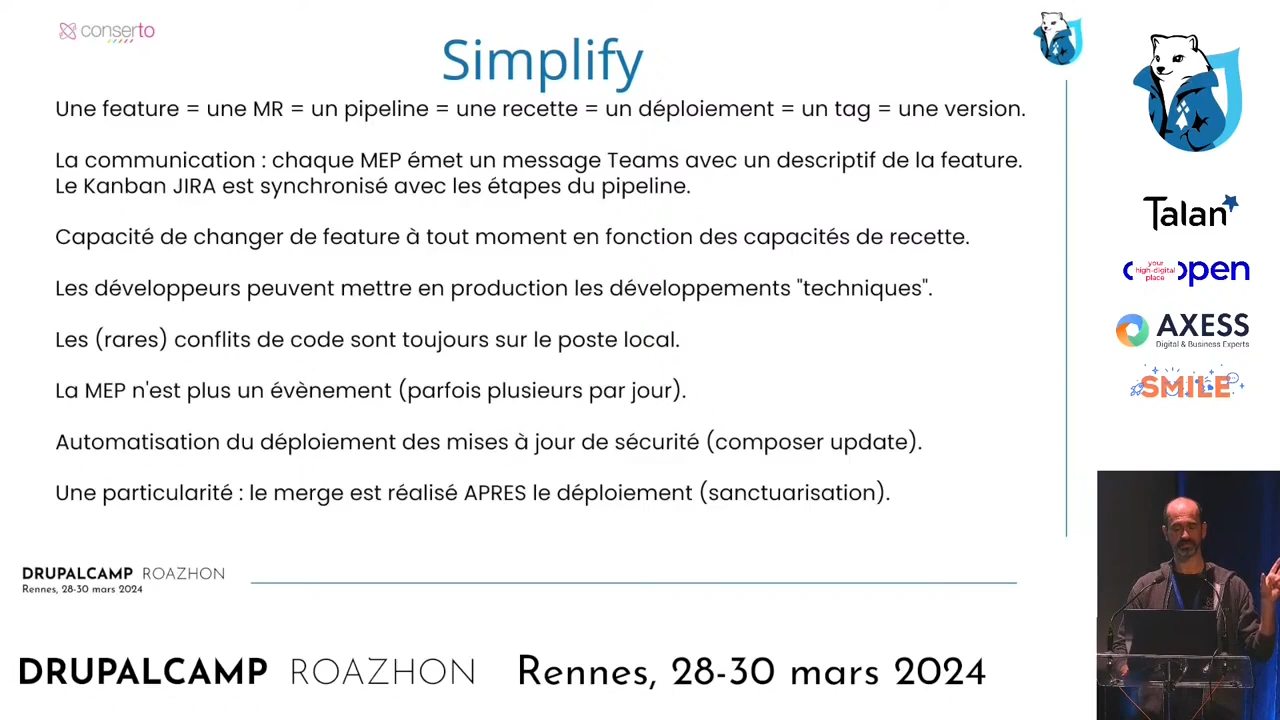 conserto
Simplify
Une feature = une MR = un pipeline = une recette = un déploiement = un tag = une version.
La communication : chaque MEP émet un message Teams avec un descriptif de la feature.
Le Kanban JIRA est synchronisé avec les étapes du pipeline.
Capacité de changer de feature à tout moment en fonction des capacités de recette.
Les développeurs peuvent mettre en production les développements "techniques".
Les (rares) conflits de code sont toujours sur le poste local.
La MEP n'est plus un évènement (parfois plusieurs par jour).
Automatisation du déploiement des mises à jour de sécurité (composer update).
Une particularité : le merge est réalisé APRES le déploiement (sanctuarisation).
DRUPALCAMP ROAZHON
Rennes, 28-30 mars 2024
Talan
your
high-digital
place
open
AXESS
Digital & Business Experts
SMILE
DRUPALCAMP ROAZHON Rennes, 28-30 mars 2024